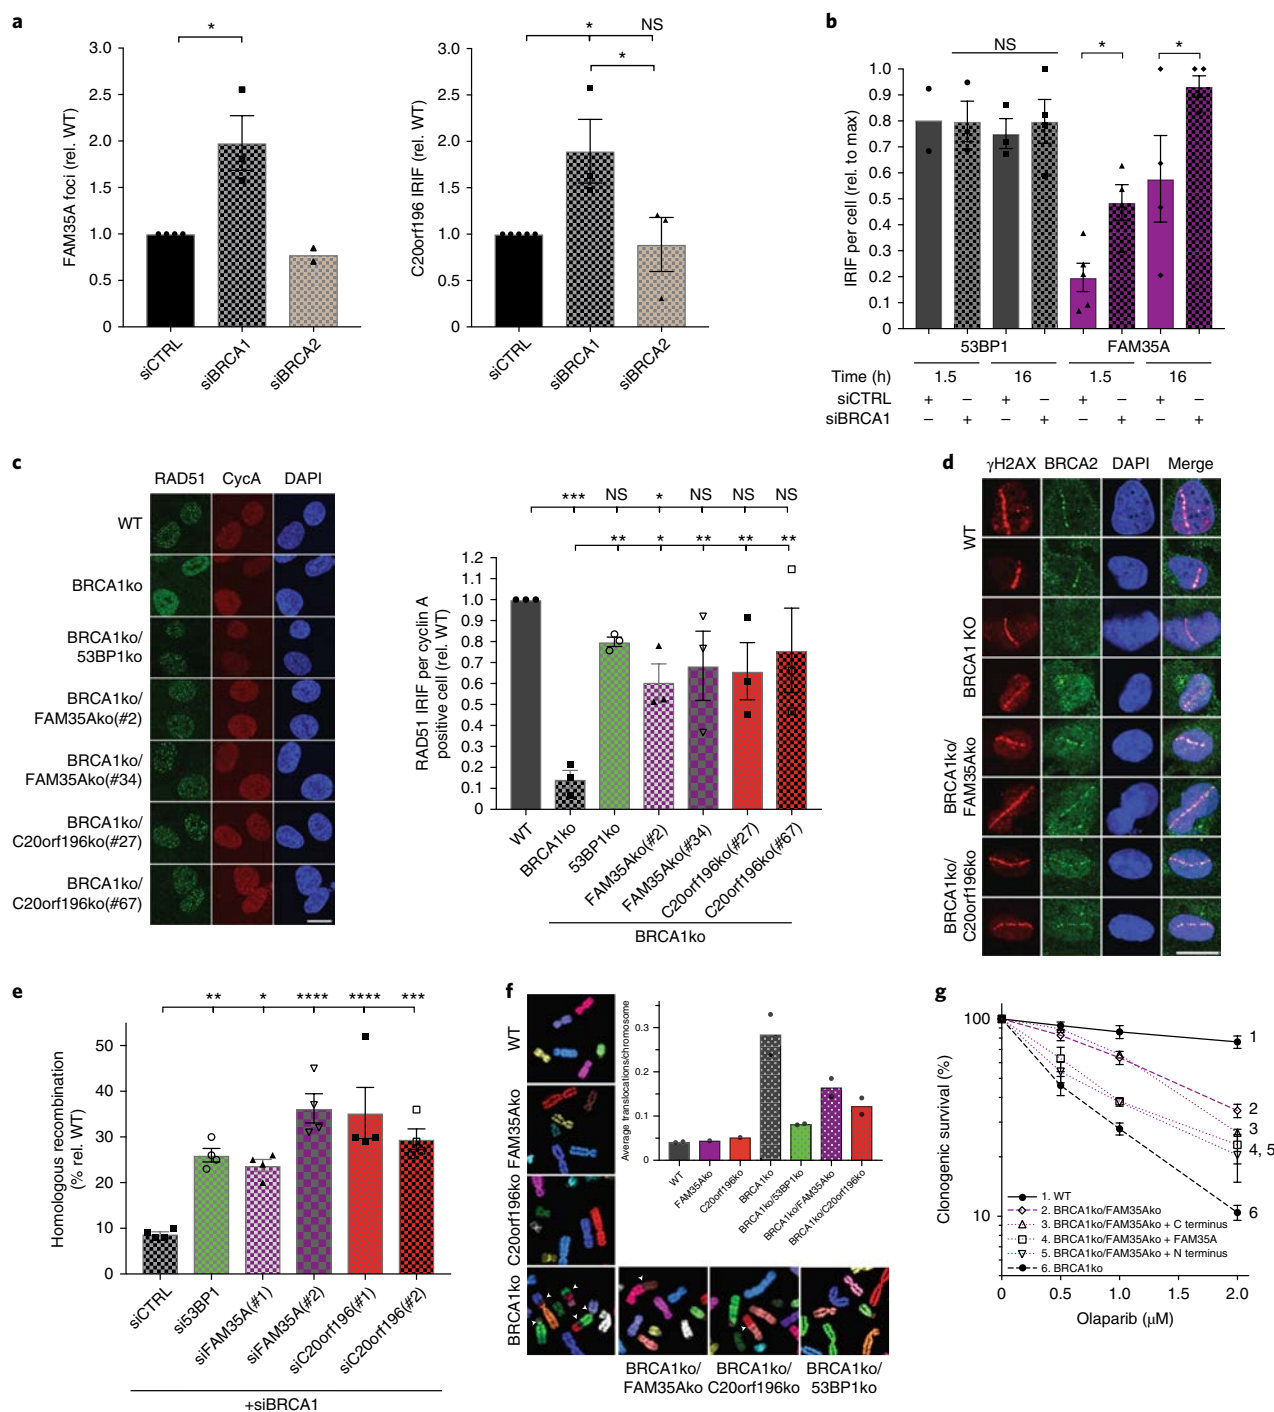 a
FAM35A foci (rel. WT)
3.0
2.5
2.0
1.5
1.0
0.5
0
*
siCTRL
siBRCA1
siBRCA2
C20orf196 IRIF (rel. WT)
3.0
2.5
2.0
1.5
1.0
0.5
0
* NS
*
siCTRL
siBRCA1
siBRCA2
b
IRIF per cell (rel. to max)
1.0
0.9
0.8
0.7
0.6
0.5
0.4
0.3
0.2
0.1
0
NS * *
53BP1 FAM35A
Time (h) 1.5 16 1.5 16
siCTRL + – + – + – + –
siBRCA1 – + – + – + – +
c
RAD51 CycA DAPI
WT
BRCA1ko
BRCA1ko/
53BP1ko
BRCA1ko/
FAM35Ako(#2)
BRCA1ko/
FAM35Ako(#34)
BRCA1ko/
C20orf196ko(#27)
BRCA1ko/
C20orf196ko(#67)
RAD51 IRIF per cyclin A
positive cell (rel. WT)
*** NS * NS NS NS
** * ** ** **
1.2
1.1
1.0
0.9
0.8
0.7
0.6
0.5
0.4
0.3
0.2
0.1
0
WT
BRCA1ko
53BP1ko
FAM35Ako(#2)
FAM35Ako(#34)
C20orf196ko(#27)
C20orf196ko(#67)
BRCA1ko
d
γH2AX BRCA2 DAPI Merge
WT
BRCA1 KO
BRCA1ko/
FAM35Ako
BRCA1ko/
C20orf196ko
e
Homologous recombination
(% rel. WT)
** * **** **** ***
50
40
30
20
10
0
siCTRL
si53BP1
siFAM35A(#1)
siFAM35A(#2)
siC20orf196(#1)
siC20orf196(#2)
+siBRCA1
f
WT
FAM35Ako
C20orf196ko
BRCA1ko
BRCA1ko/
FAM35Ako
BRCA1ko/
C20orf196ko
BRCA1ko/
53BP1ko
Average translocations/chromosome
0.3
0.2
0.1
0
WT
FAM35Ako
C20orf196ko
BRCA1ko
BRCA1ko/53BP1ko
BRCA1ko/FAM35Ako
BRCA1ko/C20orf196ko
g
Clonogenic survival (%)
100
10
1
2
3
4, 5
6
1. WT
2. BRCA1ko/FAM35Ako
3. BRCA1ko/FAM35Ako + C terminus
4. BRCA1ko/FAM35Ako + FAM35A
5. BRCA1ko/FAM35Ako + N terminus
6. BRCA1ko
0 0.5 1.0 2.0
Olaparib (μM)